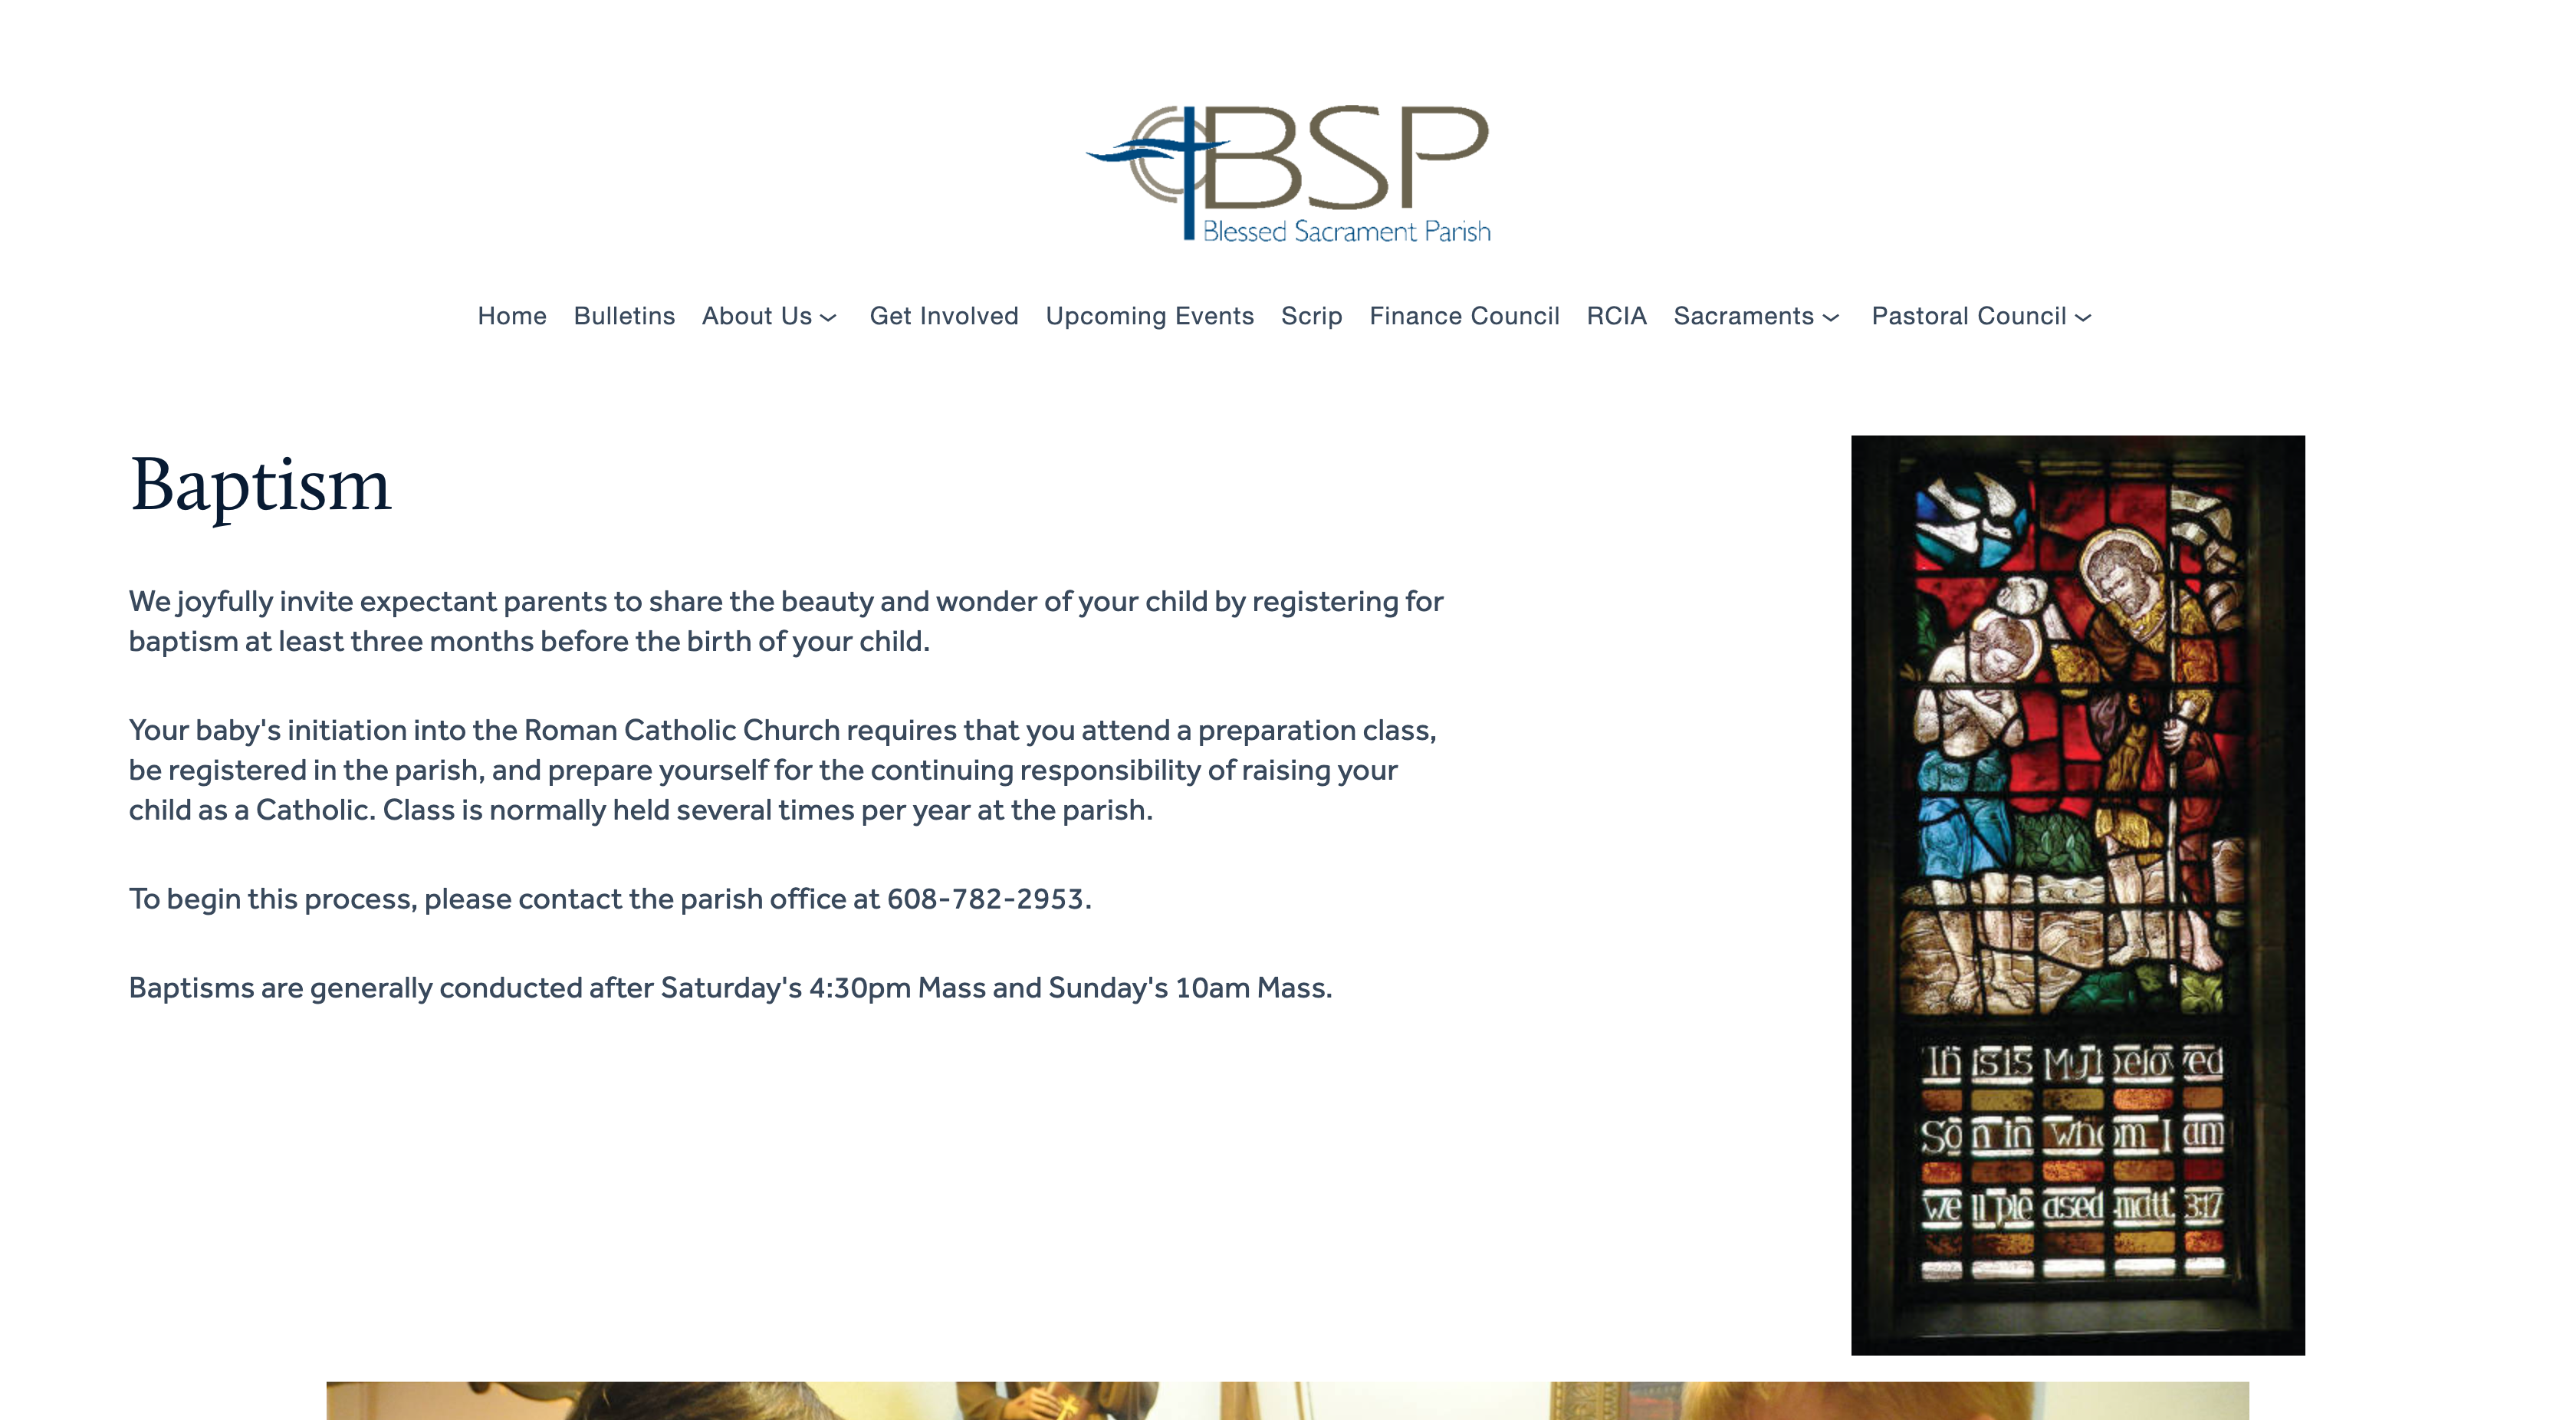 BSP
Blessed Sacrament Parish
Home Bulletins About Us Get Involved Upcoming Events Scrip Finance Council RCIA Sacraments Pastoral Council
Baptism
We joyfully invite expectant parents to share the beauty and wonder of your child by registering for
baptism at least three months before the birth of your child.
Your baby's initiation into the Roman Catholic Church requires that you attend a preparation class,
be registered in the parish, and prepare yourself for the continuing responsibility of raising your
child as a Catholic. Class is normally held several times per year at the parish.
To begin this process, please contact the parish office at 608-782-2953.
Baptisms are generally conducted after Saturday's 4:30pm Mass and Sunday's 10am Mass.
This is My beloved
Son in whom I am
well pleased matt. 3:17